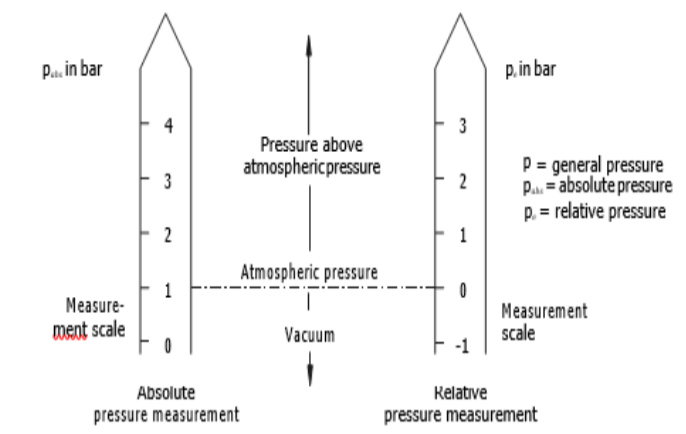 pabs in bar
4
3
2
1
0
Measure-
ment scale
Absolute
pressure measurement
Pressure above
atmospheric pressure
Atmospheric pressure
Vacuum
pe in bar
3
2
1
0
-1
Measurement
scale
Relative
pressure measurement
p = general pressure
pabs = absolute pressure
pe = relative pressure